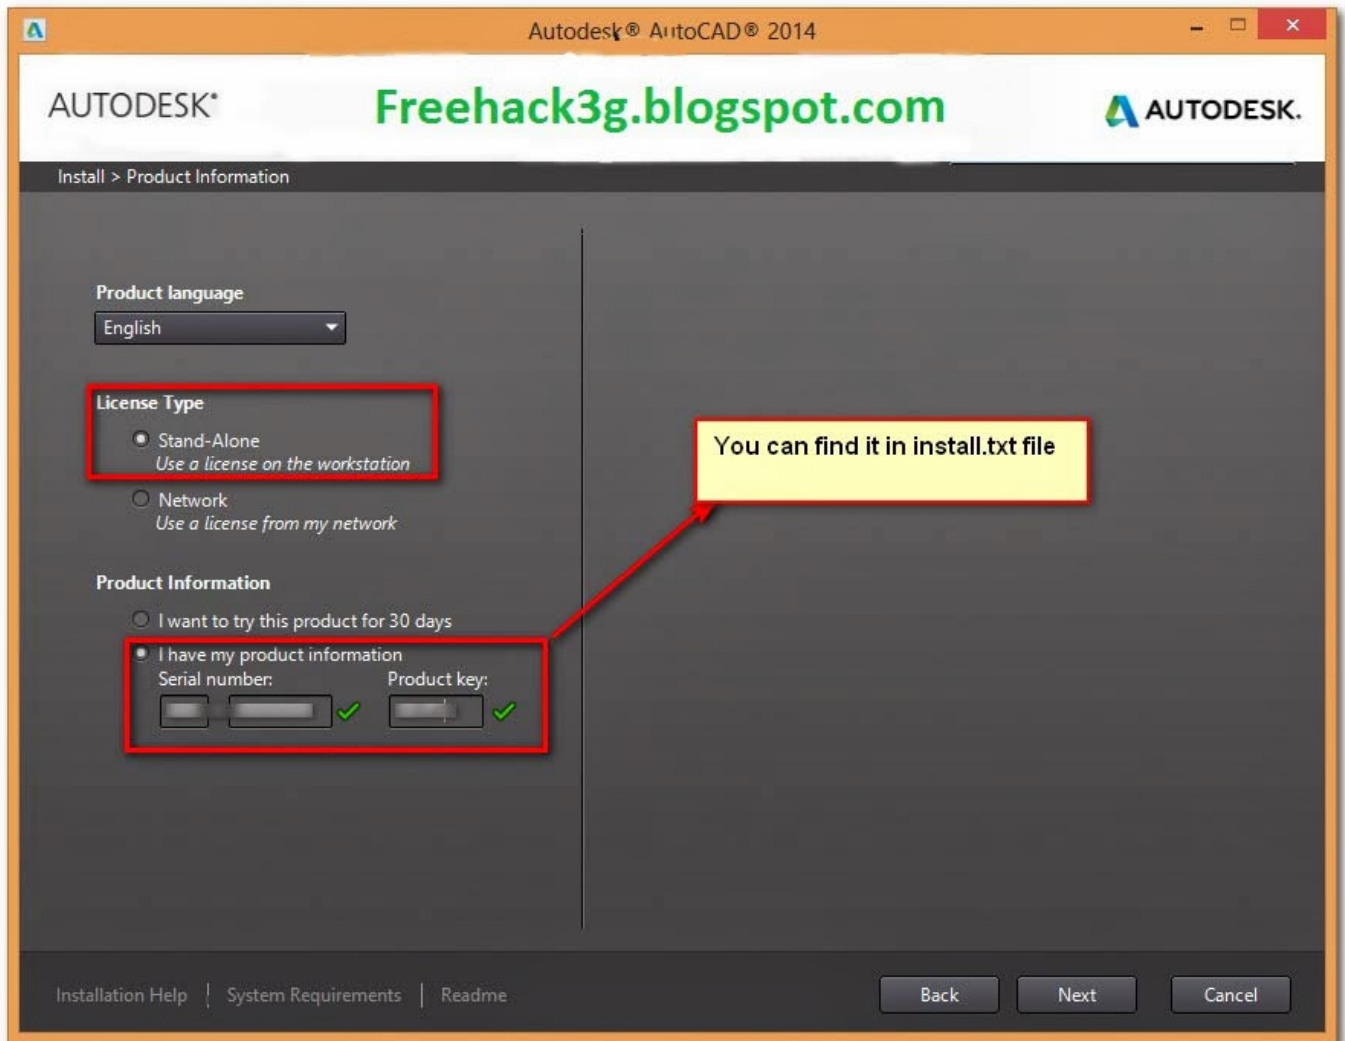 Autodesk® AutoCAD® 2014
AUTODESK®
Freehack3g.blogspot.com
AUTODESK.
Install > Product Information
Product language
English
License Type
Stand-Alone
Use a license on the workstation
Network
Use a license from my network
You can find it in install.txt file
Product Information
I want to try this product for 30 days
I have my product information
Serial number: Product key:
Installation Help | System Requirements | Readme
Back Next Cancel